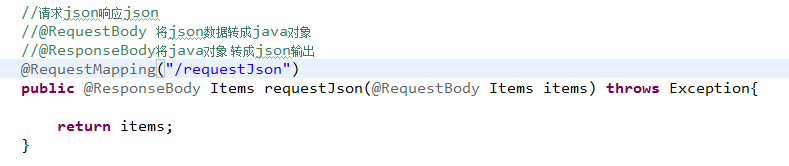 //请求json响应json
//@RequestBody 将json数据转成java对象
//@ResponseBody将java对象 转成json输出
@RequestMapping("/requestJson")
public @ResponseBody Items requestJson(@RequestBody Items items) throws Exception{
return items;
}